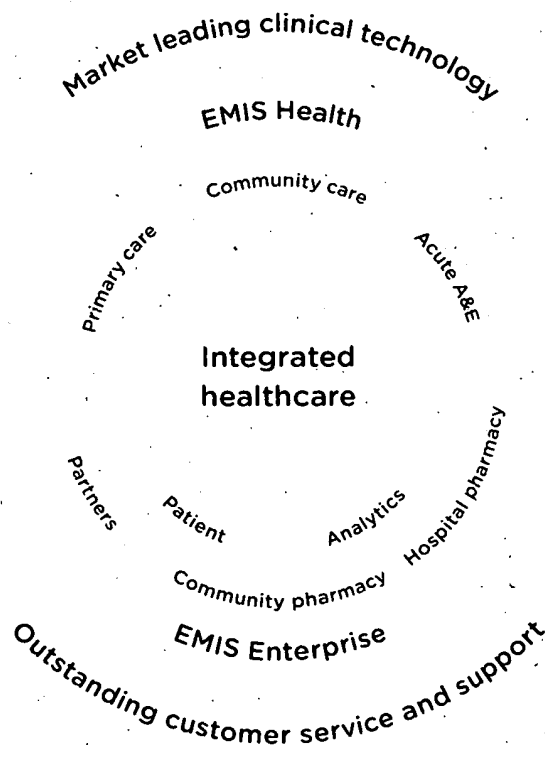 Market leading clinical technology
EMIS Health
Community care
Primary care
Acute A&E
Integrated
healthcare
Partners
Patient
Analytics
Hospital pharmacy
Community pharmacy
EMIS Enterprise
Outstanding customer service and support